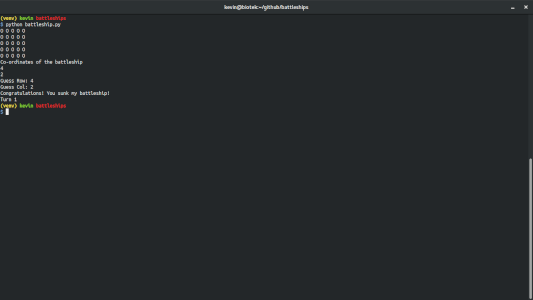 kevin@biotek:~/github/battleships
(venv) kevin battleships
$ python battleship.py
O O O O O
O O O O O
O O O O O
O O O O O
O O O O O
Co-ordinates of the battleship
4
2
Guess Row: 4
Guess Col: 2
Congratulations! You sunk my battleship!
Turn 1
(venv) kevin battleships
$